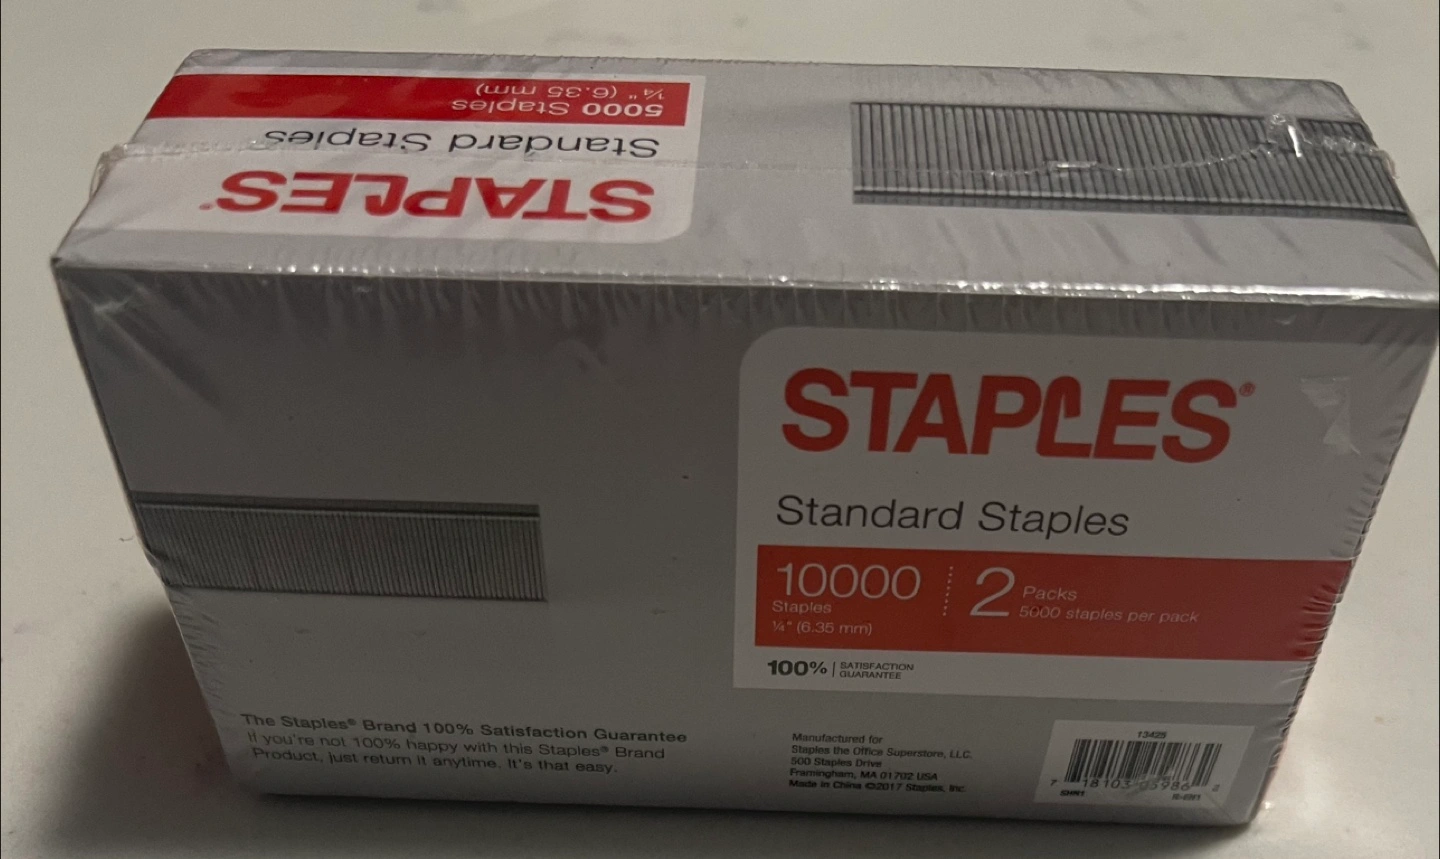 STAPLES®
Standard Staples
5000 Staples
¼" (6.35 mm)
STAPLES®
Standard Staples
10000
Staples
¼" (6.35 mm)
2
Packs
5000 staples per pack
100%
SATISFACTION
GUARANTEE
The Staples® Brand 100% Satisfaction Guarantee
If you're not 100% happy with this Staples® Brand
Product, just return it anytime. It's that easy.
Manufactured for
Staples the Office Superstore, LLC.
500 Staples Drive
Framingham, MA 01702 USA
Made in China ©2017 Staples, Inc.
13425
7 18103 05986